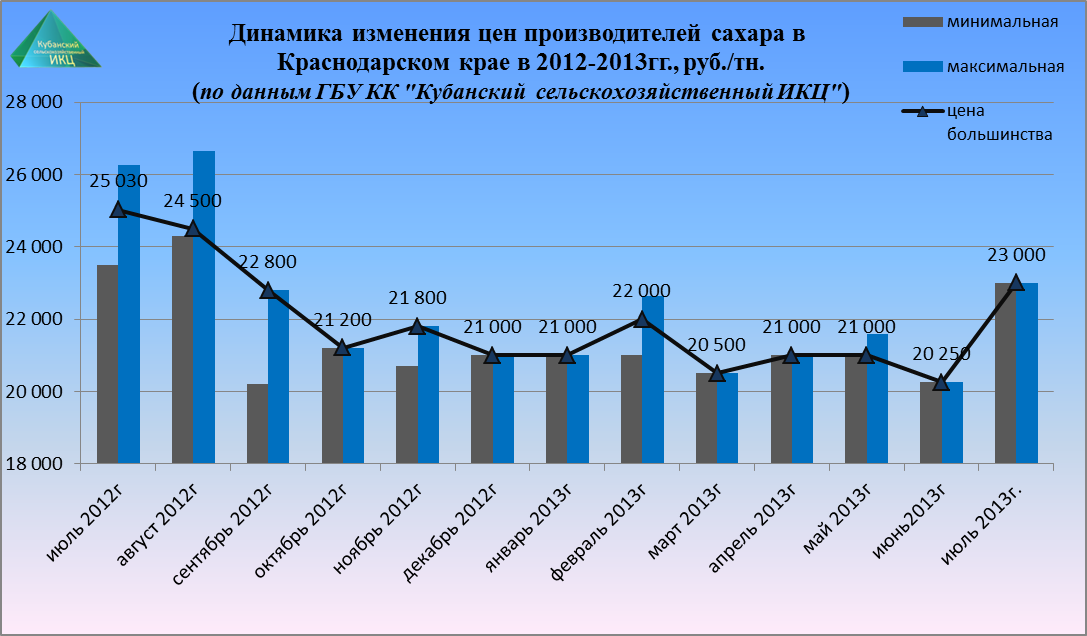 Кубанский
сельскохозяйственный
ИКЦ
Динамика изменения цен производителей сахара в
Краснодарском крае в 2012-2013гг., руб./тн.
(по данным ГБУ КК "Кубанский сельскохозяйственный ИКЦ")
минимальная
максимальная
цена
большинства
28 000
26 000
24 000
22 000
20 000
18 000
25 030
24 500
22 800
21 200
21 800
21 000
21 000
22 000
20 500
21 000
21 000
20 250
23 000
июль 2012г
август 2012г
сентябрь 2012г
октябрь 2012г
ноябрь 2012г
декабрь 2012г
январь 2013г
февраль 2013г
март 2013г
апрель 2013г
май 2013г
июнь2013г
июль 2013г.